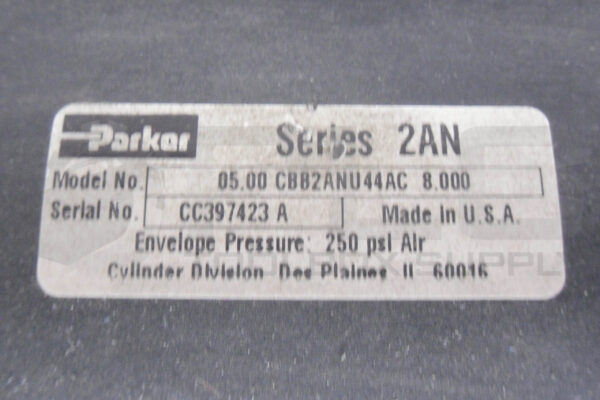 Parker Series 2AN
Model No. 05.00 CBB2ANU44AC 8.000
Serial No. CC397423 A Made in U.S.A.
Envelope Pressure: 250 psi Air
Cylinder Division Des Plaines IL 60016
SUPPLY